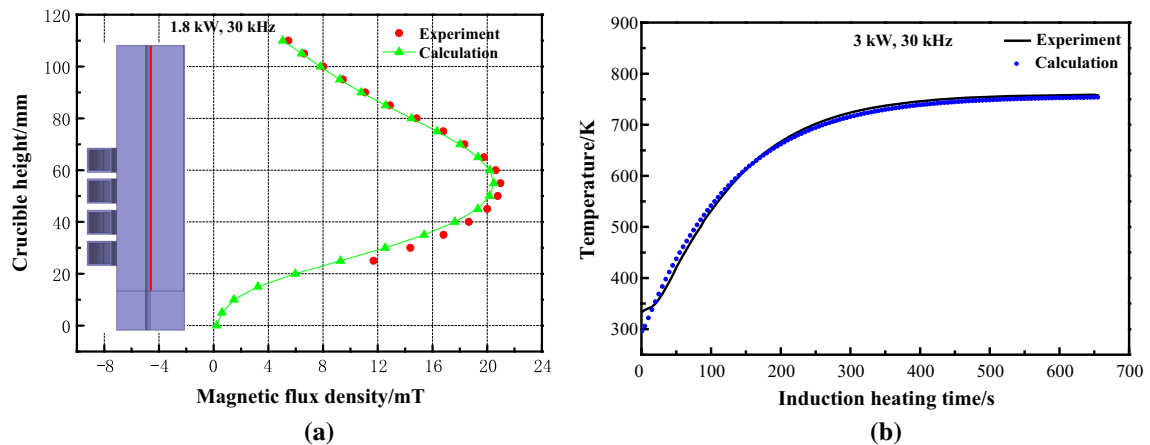 1.8 kW, 30 kHz
Experiment
Calculation
120
100
80
60
40
20
0
Crucible height/mm
-8 -4 0 4 8 12 16 20 24
Magnetic flux density/mT
(a)
3 kW, 30 kHz
Experiment
Calculation
900
800
700
600
500
400
300
Temperature/K
0 100 200 300 400 500 600 700
Induction heating time/s
(b)